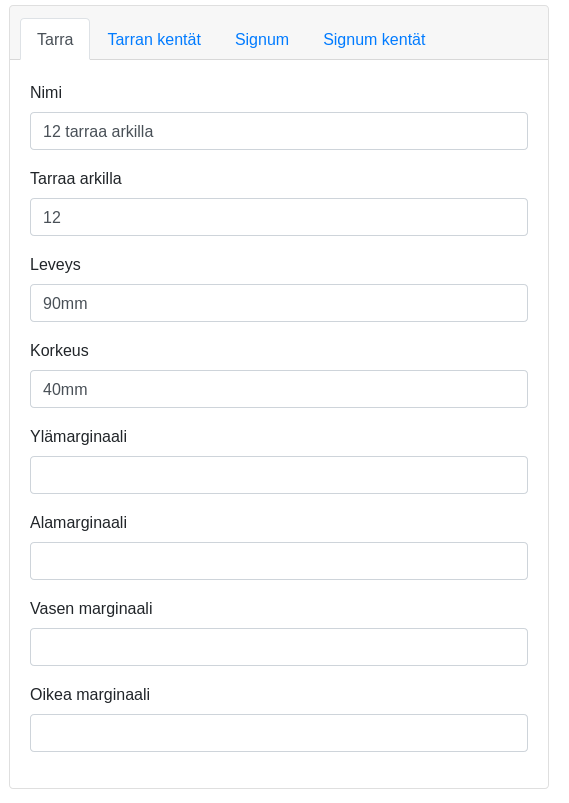 Tarra Tarran kentät Signum Signum kentät
Nimi
12 tarraa arkilla
Tarraa arkilla
12
Leveys
90mm
Korkeus
40mm
Ylämarginaali
Alamarginaali
Vasen marginaali
Oikea marginaali